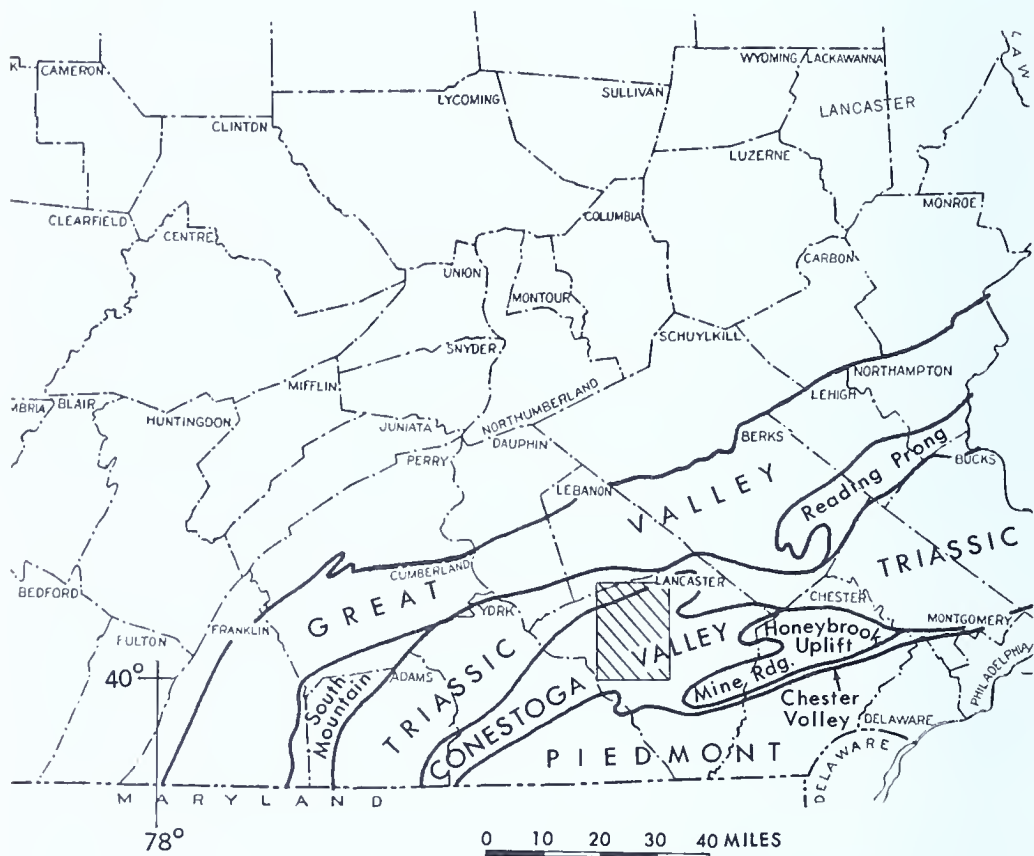 K
CAMERON
CLINTON
LYCOMING
SULLIVAN
WYOMING
LACKAWANNA
LAW
LANCASTER
LUZERNE
CLEARFIELD
CENTRE
COLUMBIA
MONROE
UNION
MONTOUR
CARBON
SNYDER
SCHUYLKILL
MIFFLIN
NORTHAMPTON
LEHIGH
MBRIA
BLAIR
HUNTINGDON
JUNIATA
NORTHUMBERLAND
DAUPHIN
PERRY
BERKS
BUCKS
LEBANON
VALLEY
Reading Prong
TRIASSIC
CUMBERLAND
GREAT
BEDFORD
FULTON
FRANKLIN
YORK
LANCASTER
CHESTER
MONTGOMERY
VALLEY
Honeybrook
Uplift
PHILADELPHIA
40°
South
Mountain
ADAMS
TRIASSIC
CONESTOGA
Mine Rdg.
Chester
Valley
DELAWARE
PIEDMONT
DELAWARE
MARYLAND
78°
0 10 20 30 40 MILES